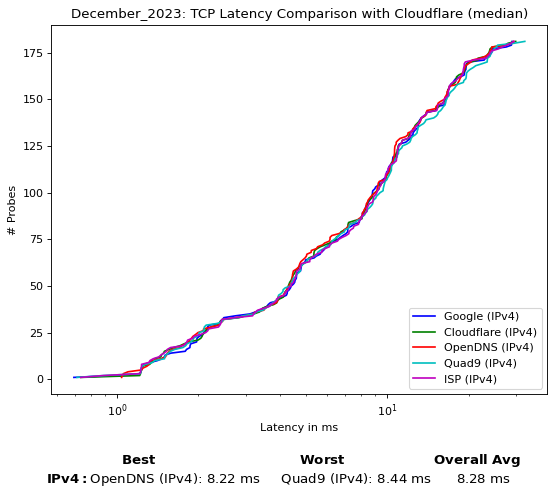 December_2023: TCP Latency Comparison with Cloudflare (median)
175
150
125
100
75
50
25
0
# Probes
Google (IPv4)
Cloudflare (IPv4)
OpenDNS (IPv4)
Quad9 (IPv4)
ISP (IPv4)
10⁰ 10¹
Latency in ms
Best Worst Overall Avg
IPv4: OpenDNS (IPv4): 8.22 ms Quad9 (IPv4): 8.44 ms 8.28 ms